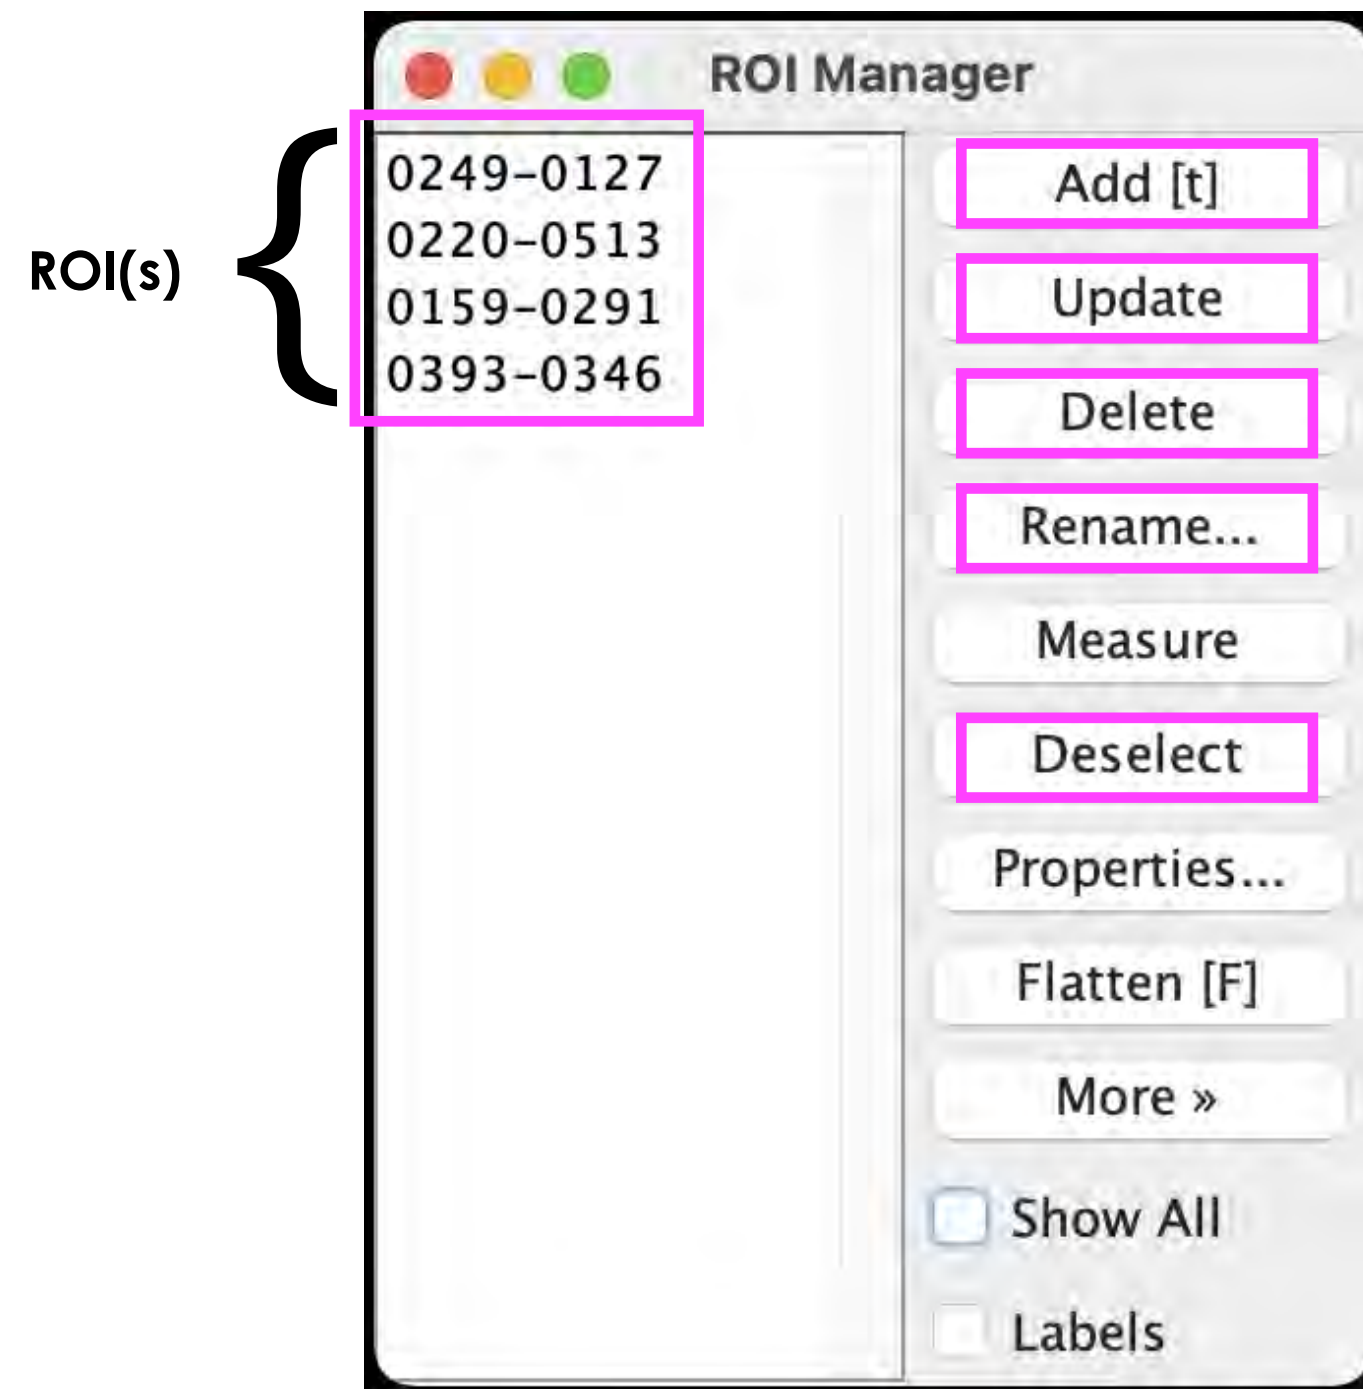 ROI Manager
ROI(s)
0249-0127
0220-0513
0159-0291
0393-0346
Add [t]
Update
Delete
Rename...
Measure
Deselect
Properties...
Flatten [F]
More »
Show All
Labels